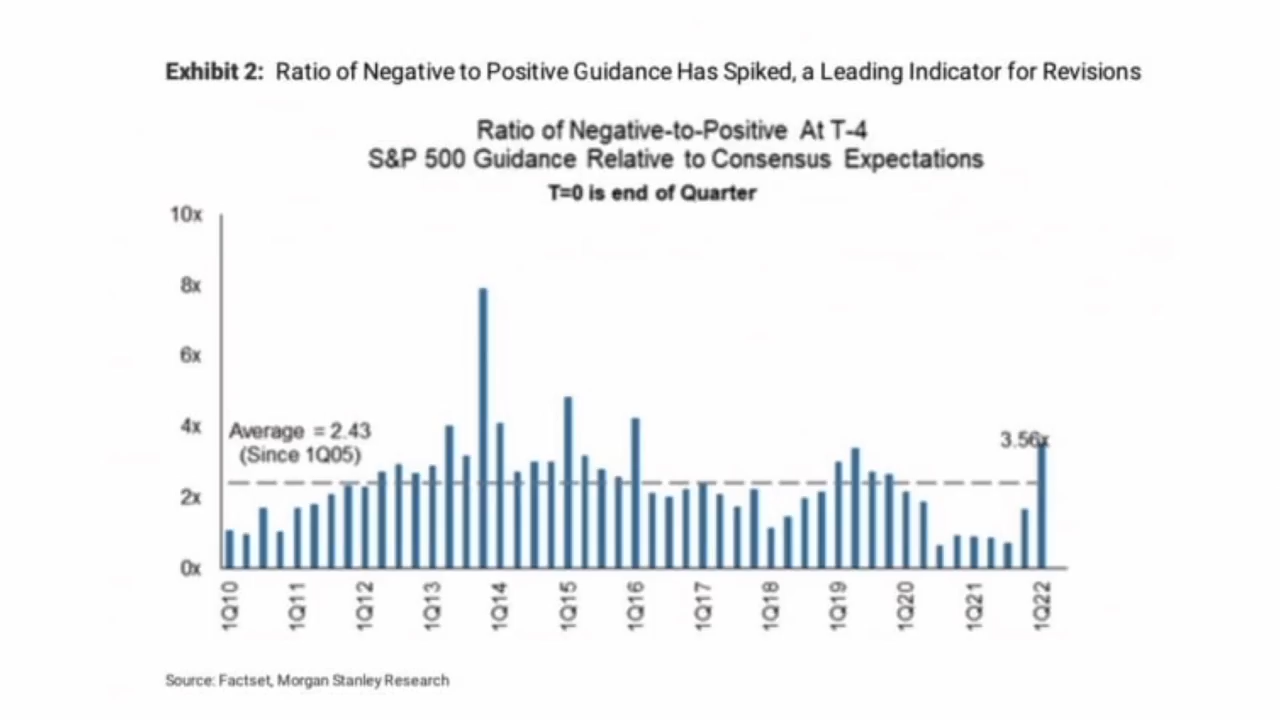 Exhibit 2: Ratio of Negative to Positive Guidance Has Spiked, a Leading Indicator for Revisions
Ratio of Negative-to-Positive At T-4
S&P 500 Guidance Relative to Consensus Expectations
T=0 is end of Quarter
10x
8x
6x
4x
2x
0x
Average = 2.43
(Since 1Q05)
3.56x
1Q10
1Q11
1Q12
1Q13
1Q14
1Q15
1Q16
1Q17
1Q18
1Q19
1Q20
1Q21
1Q22
Source: Factset, Morgan Stanley Research